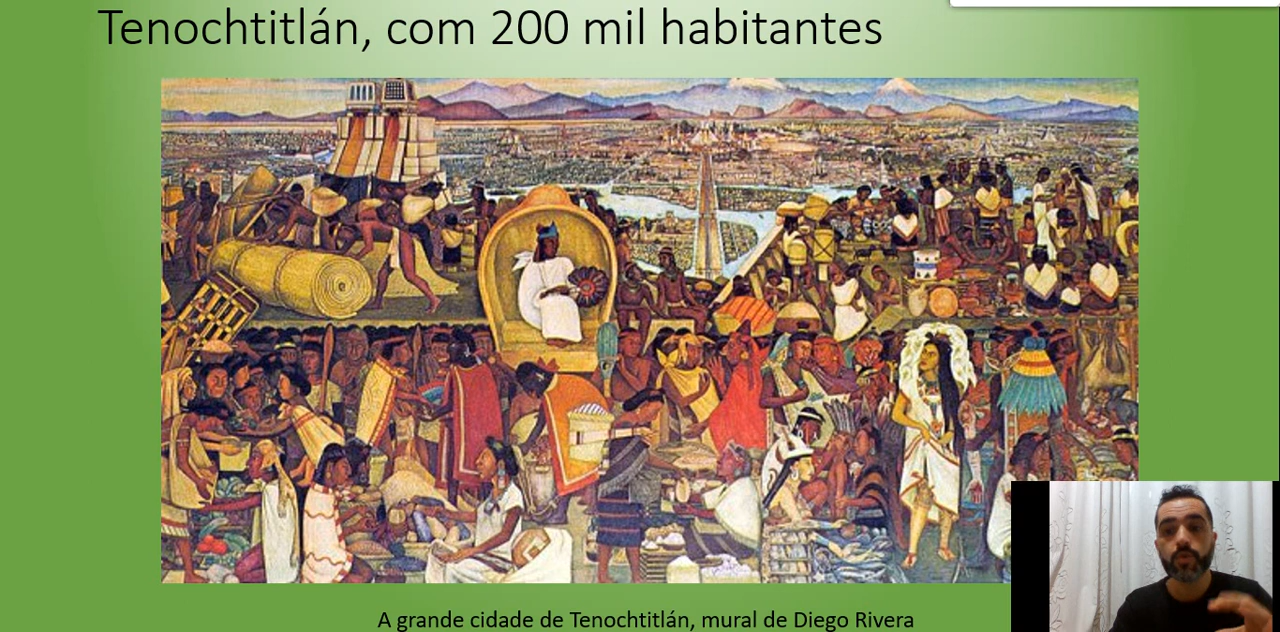 Tenochtitlán, com 200 mil habitantes
A grande cidade de Tenochtitlán, mural de Diego Rivera